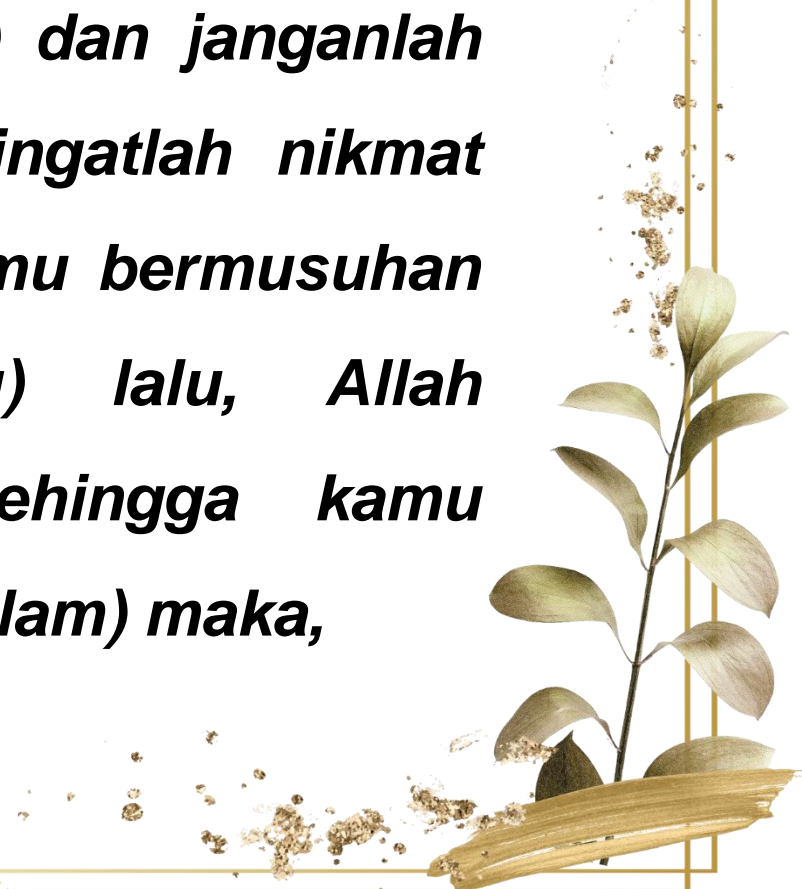 dan janganlah
ingatlah nikmat
mu bermusuhan
) lalu, Allah
ehingga kamu
lam) maka,